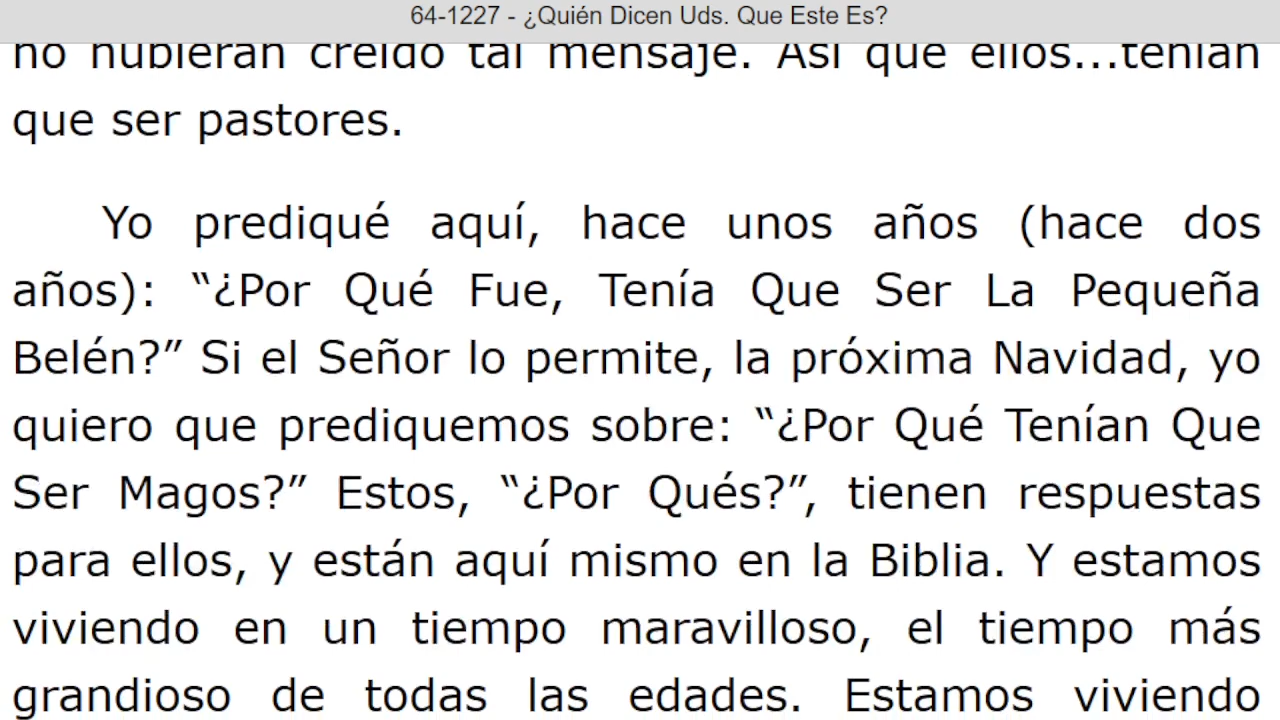 64-1227 - ¿Quién Dicen Uds. Que Este Es?
no hubieran creído tal mensaje. Así que ellos...tenían
que ser pastores.
Yo prediqué aquí, hace unos años (hace dos
años): “¿Por Qué Fue, Tenía Que Ser La Pequeña
Belén?” Si el Señor lo permite, la próxima Navidad, yo
quiero que prediquemos sobre: “¿Por Qué Tenían Que
Ser Magos?” Estos, “¿Por Qués?”, tienen respuestas
para ellos, y están aquí mismo en la Biblia. Y estamos
viviendo en un tiempo maravilloso, el tiempo más
grandioso de todas las edades. Estamos viviendo